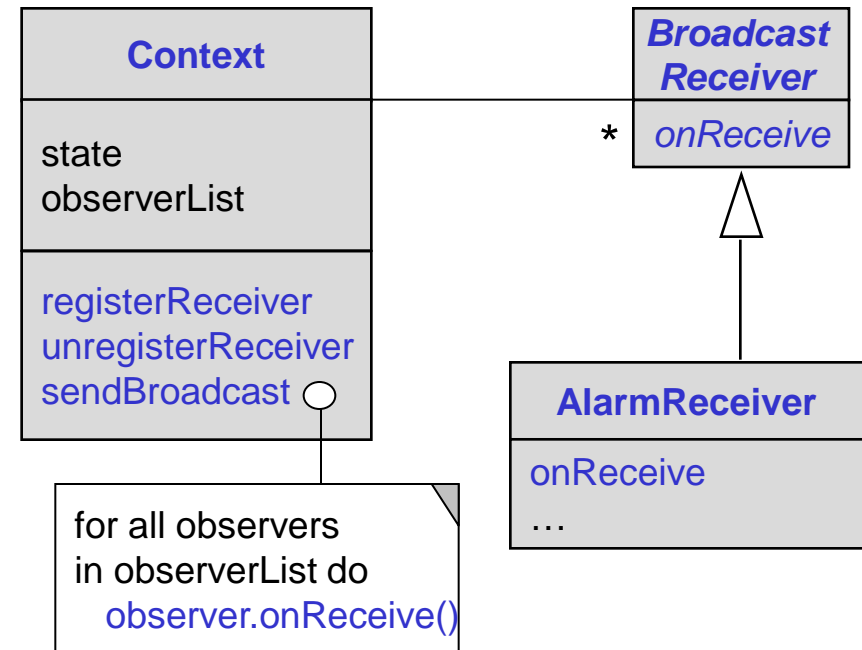 Context
state
observerList
registerReceiver
unregisterReceiver
sendBroadcast
for all observers
in observerList do
observer.onReceive()
Broadcast
Receiver
*
onReceive
AlarmReceiver
onReceive
…